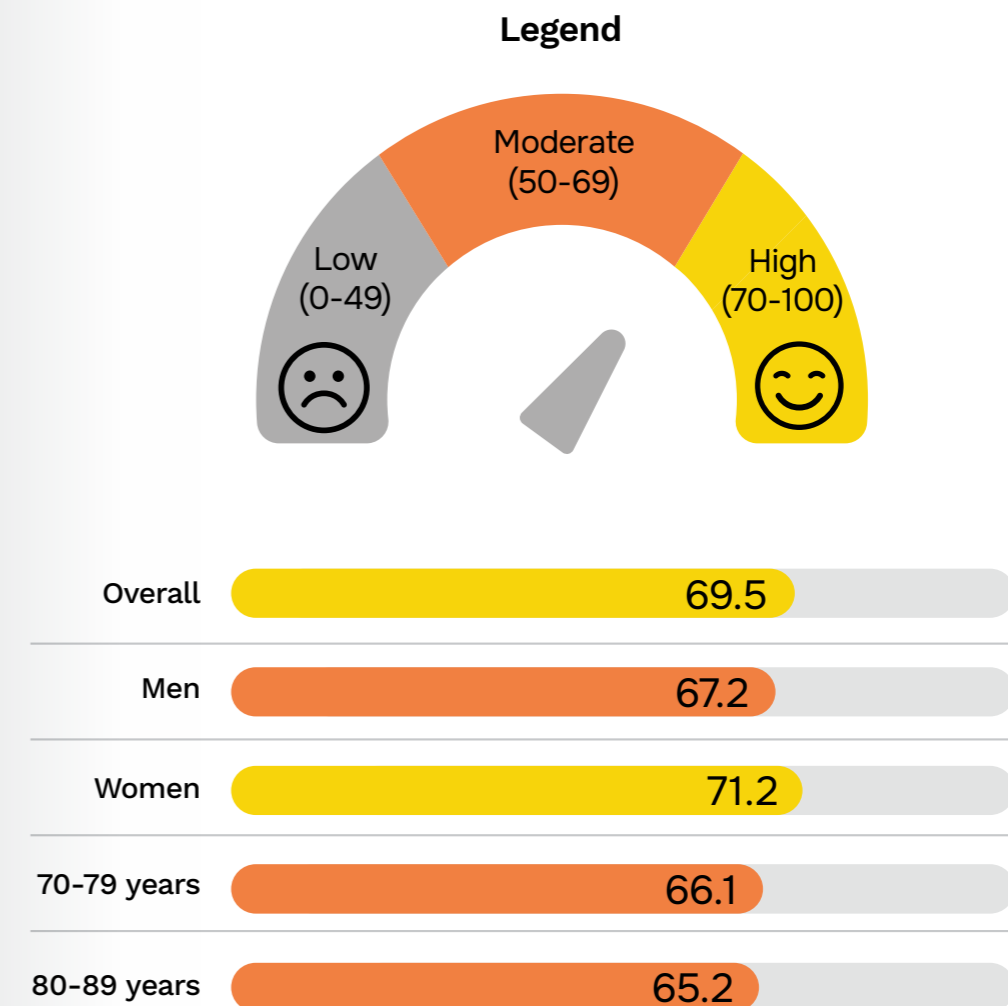 Legend
Moderate
(50-69)
Low
(0-49)
High
(70-100)
Overall 69.5
Men 67.2
Women 71.2
70-79 years 66.1
80-89 years 65.2